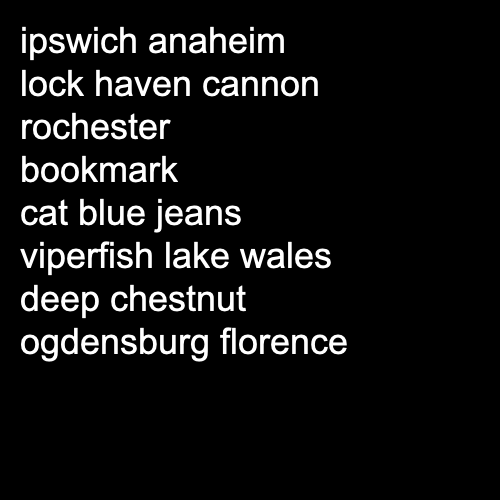 ipswich anaheim
lock haven cannon
rochester
bookmark
cat blue jeans
viperfish lake wales
deep chestnut
ogdensburg florence